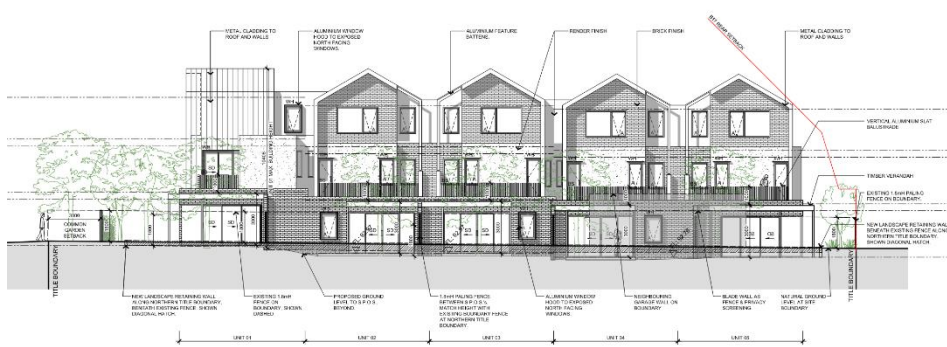 METAL CLADDING TO
ROOF AND WALLS
ALUMINIUM WINDOW
HOOD TO EXPOSED
NORTH FACING
WINDOWS.
ALUMINIUM FEATURE
BATTENS.
RENDER FINISH
BRICK FINISH
METAL CLADDING TO
ROOF AND WALLS
VERTICAL ALUMINIUM SLAT
BALUSTRADE
TIMBER VERANDAH
EXISTING
PALING
FENCE ON BOUNDARY.
NEW LANDSCAPE RETAINING WALL
BENEATH EXISTING FENCE ALONG
NORTHERN TITLE BOUNDARY
SHOWN DIAGONAL HATCH.
COMMON
GARDEN
SETBACK
TITLE BOUNDARY
TITLE BOUNDARY
NEW LANDSCAPE RETAINING WALL
ALONG NORTHERN TITLE BOUNDARY,
BENEATH EXISTING FENCE SHOWN
DIAGONAL HATCH.
EXISTING
FENCE ON
BOUNDARY SHOWN
DASHED
PROPOSED GROUND
LEVEL TO S.P.O.S.
BEYOND.
PALING FENCE
BETWEEN S.P.O.S's
MATCH HEIGHT WITH
EXISTING BOUNDARY FENCE
AT NORTHERN TITLE
BOUNDARY
ALUMINIUM WINDOW
HOOD TO EXPOSED
NORTH FACING
WINDOWS.
NEIGHBOURING
GARAGE WALL ON
BOUNDARY
BLADE WALL AS
FENCE & PRIVACY
SCREENING
NATURAL GROUND
LEVEL AT SITE
BOUNDARY
UNIT 01
UNIT 02
UNIT 03
UNIT 04
UNIT 05